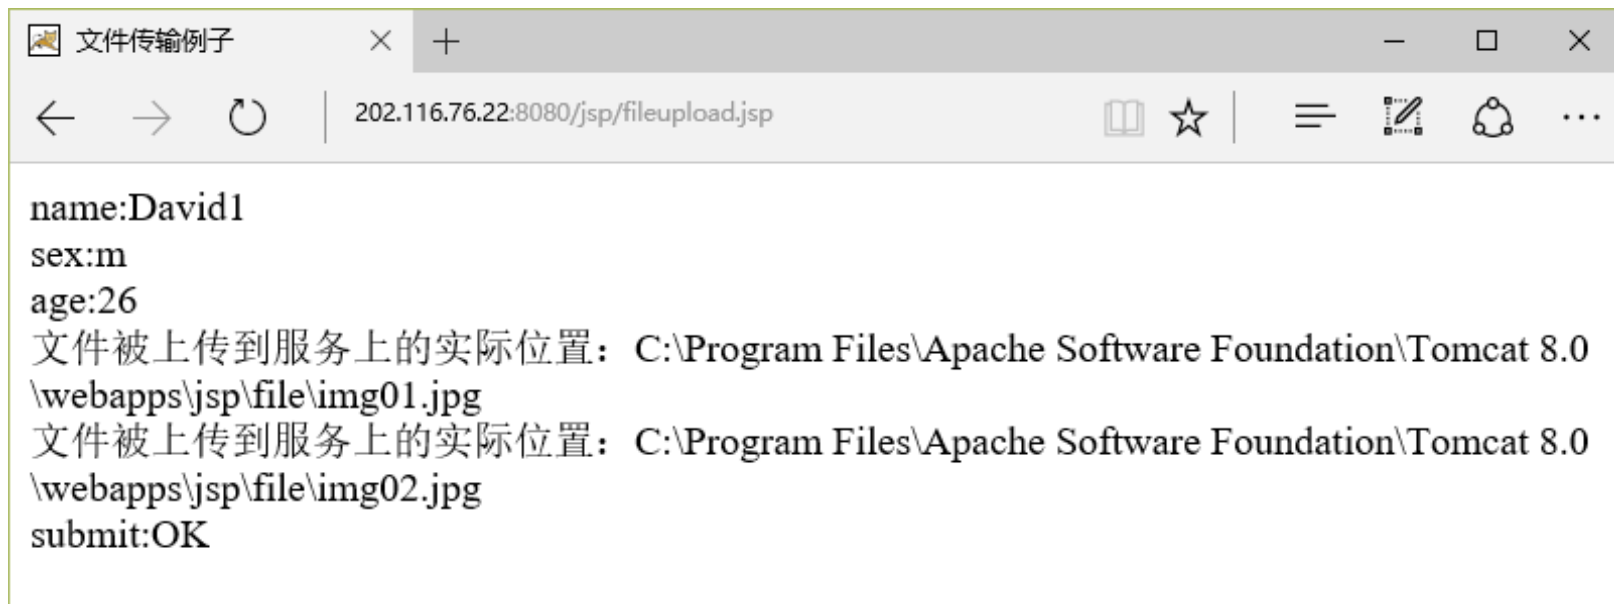 文件传输例子
202.116.76.22:8080/jsp/fileupload.jsp
name:David1
sex:m
age:26
文件被上传到服务上的实际位置：C:\Program Files\Apache Software Foundation\Tomcat 8.0
\webapps\jsp\file\img01.jpg
文件被上传到服务上的实际位置：C:\Program Files\Apache Software Foundation\Tomcat 8.0
\webapps\jsp\file\img02.jpg
submit:OK